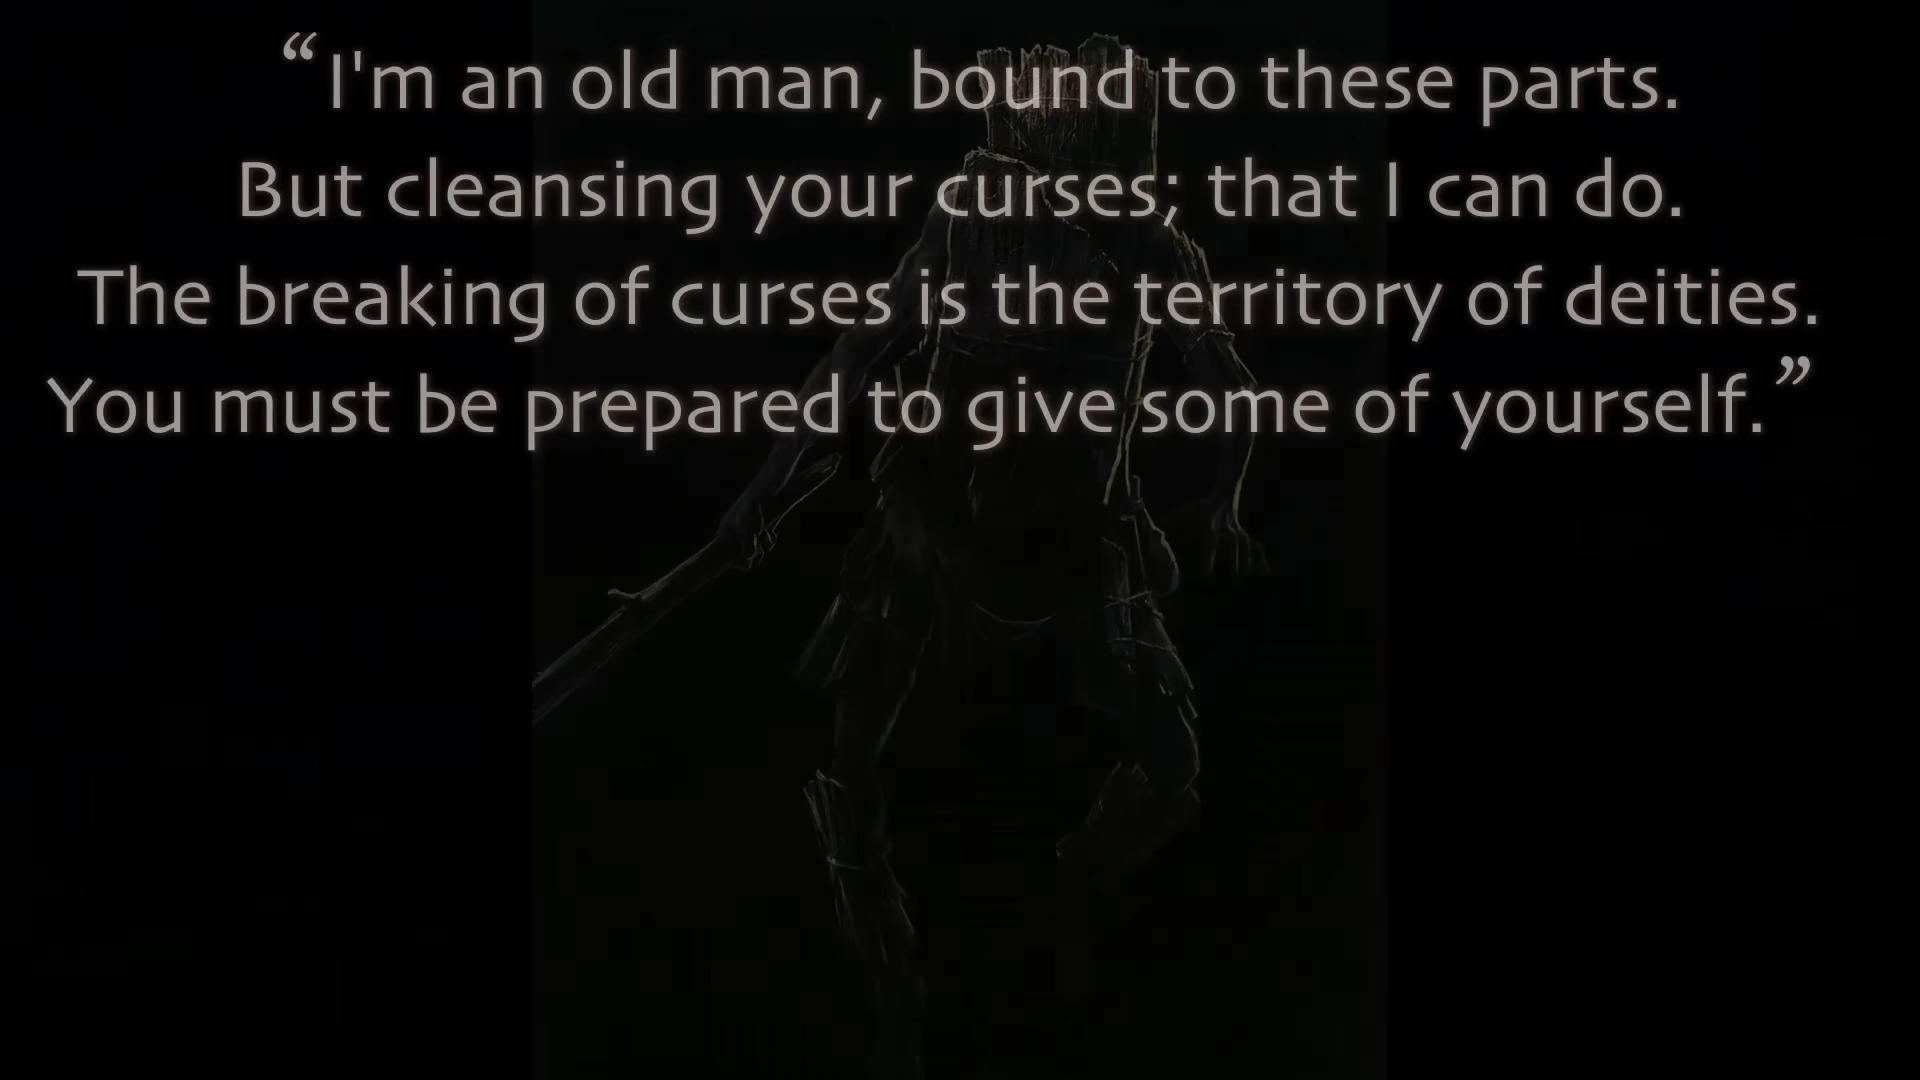 “I'm an old man, bound to these parts.
But cleansing your curses; that I can do.
The breaking of curses is the territory of deities.
You must be prepared to give some of yourself.”